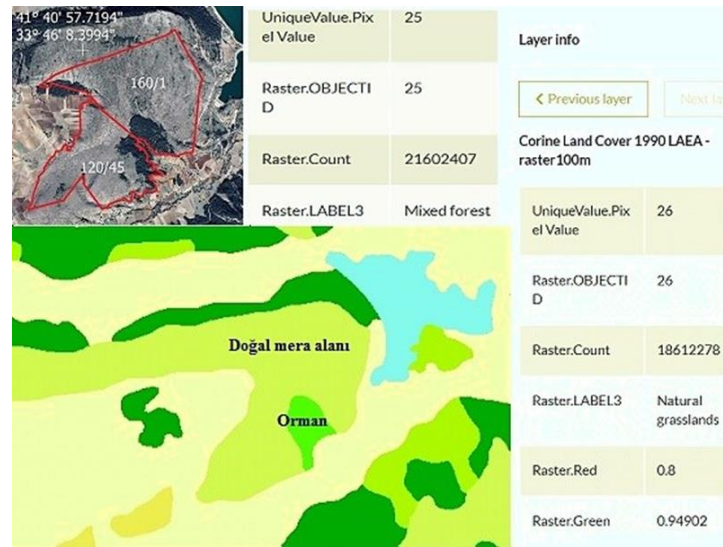 41° 40' 57.7194"
33° 46' 8.3994"
160/1
120/45
UniqueValue.Pix
el Value
25
Raster.OBJECTI
D
25
Raster.Count
21602407
Raster.LABEL3
Mixed forest
Layer info
< Previous layer
Next la
Corine Land Cover 1990 LAEA -
raster100m
UniqueValue.Pix
el Value
26
Raster.OBJECTI
D
26
Raster.Count
18612278
Raster.LABEL3
Natural
grasslands
Raster.Red
0.8
Raster.Green
0.94902
Doğal mera alanı
Orman